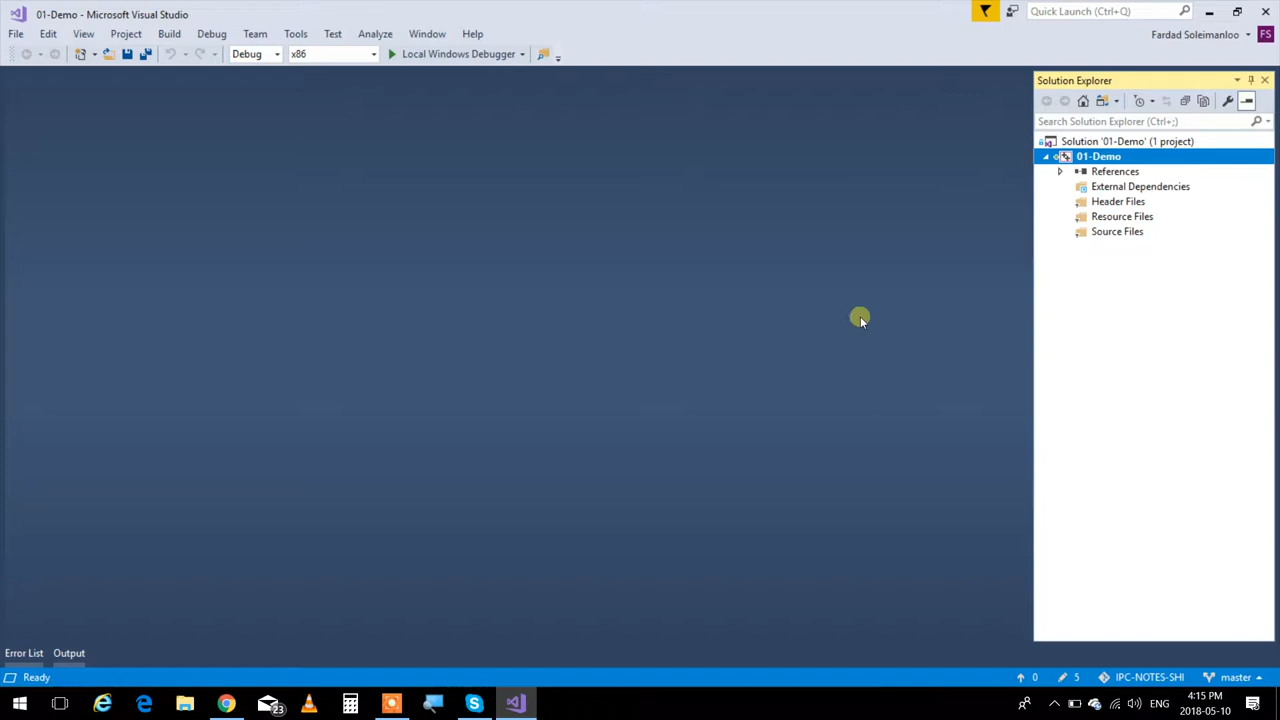 01-Demo - Microsoft Visual Studio
Quick Launch (Ctrl+Q)
File Edit View Project Build Debug Team Tools Test Analyze Window Help
Fardad Soleimanloo FS
Debug x86 Local Windows Debugger
Solution Explorer
Search Solution Explorer (Ctrl+;)
Solution '01-Demo' (1 project)
01-Demo
References
External Dependencies
Header Files
Resource Files
Source Files
Error List Output
Ready
0 5 IPC-NOTES-SHI master
23
ENG
4:15 PM
2018-05-10